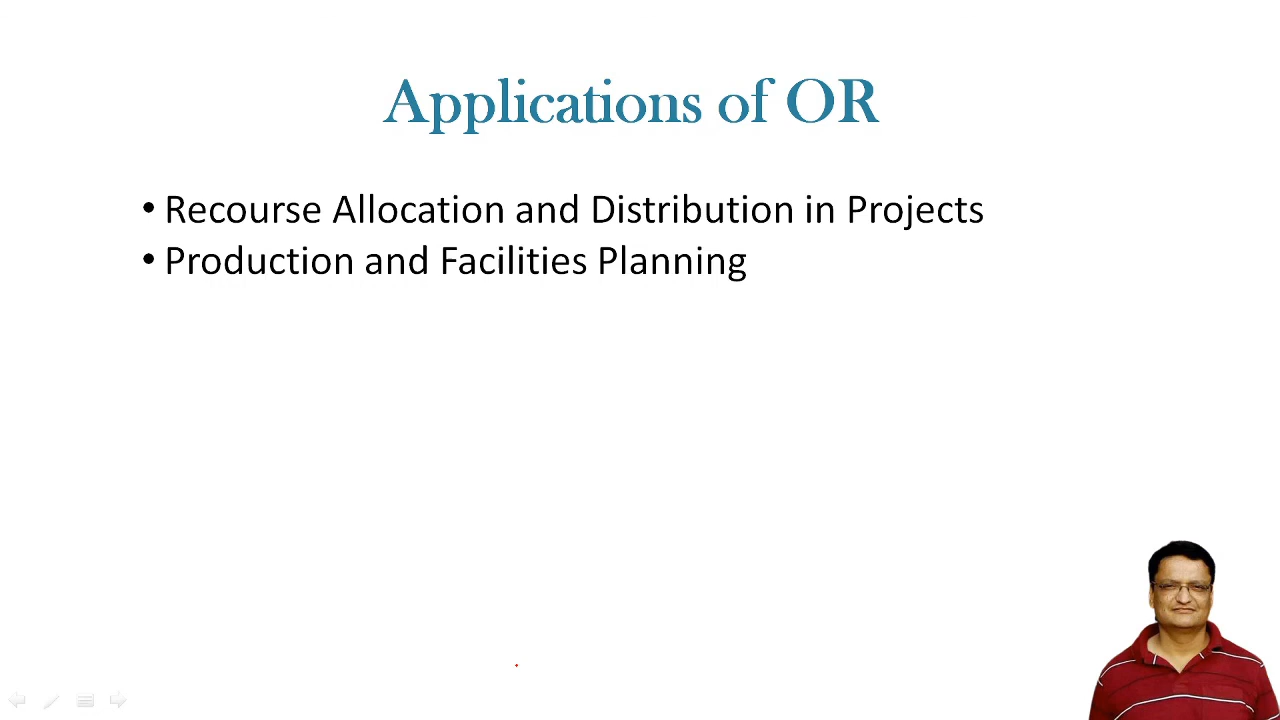 Applications of OR
• Recourse Allocation and Distribution in Projects
• Production and Facilities Planning